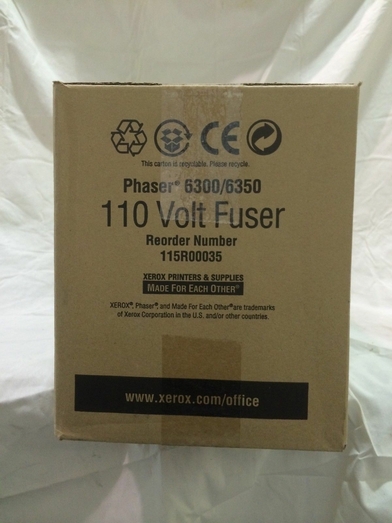 CE
This carton is recyclable. Please recycle.
Phaser® 6300/6350
110 Volt Fuser
Reorder Number
115R00035
XEROX PRINTERS & SUPPLIES
MADE FOR EACH OTHER®
XEROX®, Phaser®, and Made For Each Other® are trademarks
of Xerox Corporation in the U.S. and/or other countries.
www.xerox.com/office